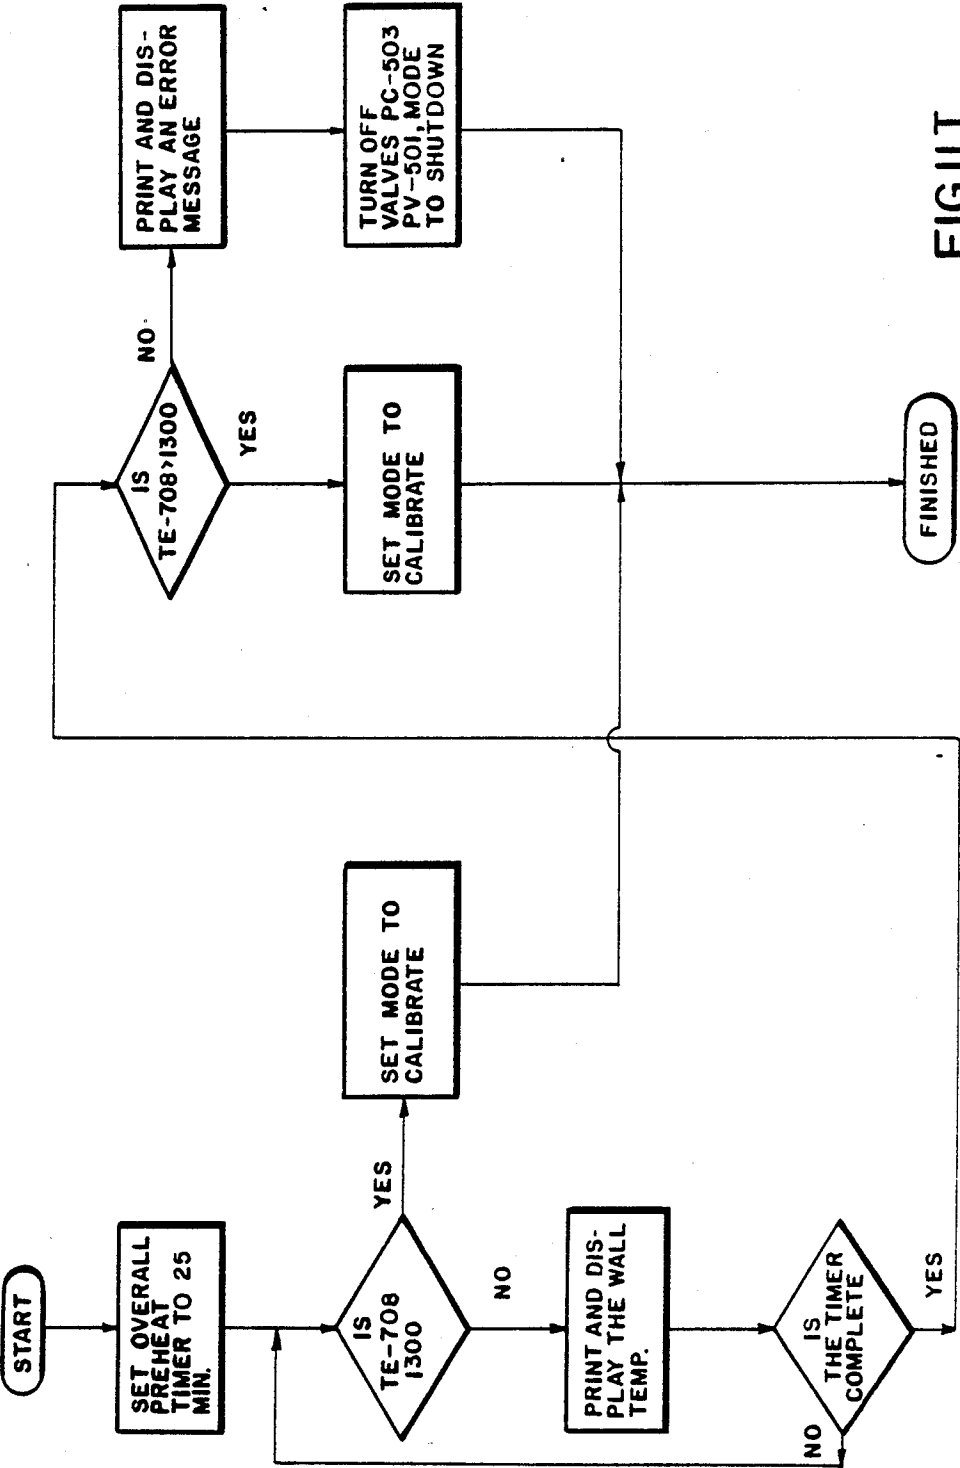 START
SET OVERALL
PREHEAT
TIMER TO 25
MIN.
IS
TE-708
1300
YES
NO
SET MODE TO
CALIBRATE
PRINT AND DIS-
PLAY THE WALL
TEMP.
IS
THE TIMER
COMPLETE
NO
YES
IS
TE-708>1300
NO
YES
PRINT AND DIS-
PLAY AN ERROR
MESSAGE
TURN OFF
VALVES PC-503
PV-501, MODE
TO SHUTDOWN
SET MODE TO
CALIBRATE
FINISHED
FIG 11T